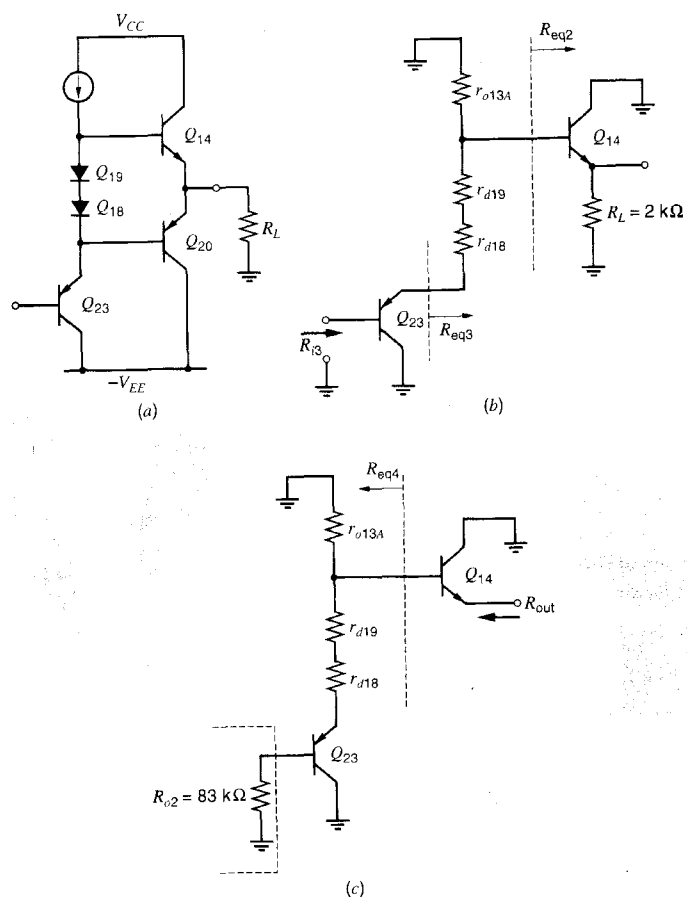 V_CC
Q_14
Q_19
Q_18
Q_20
R_L
Q_23
-V_EE
(a)
R_eq2
r_o13A
Q_14
r_d19
r_d18
R_L = 2 kΩ
Q_23
R_i3
R_eq3
(b)
R_eq4
r_o13A
Q_14
R_out
r_d19
r_d18
Q_23
R_o2 = 83 kΩ
(c)